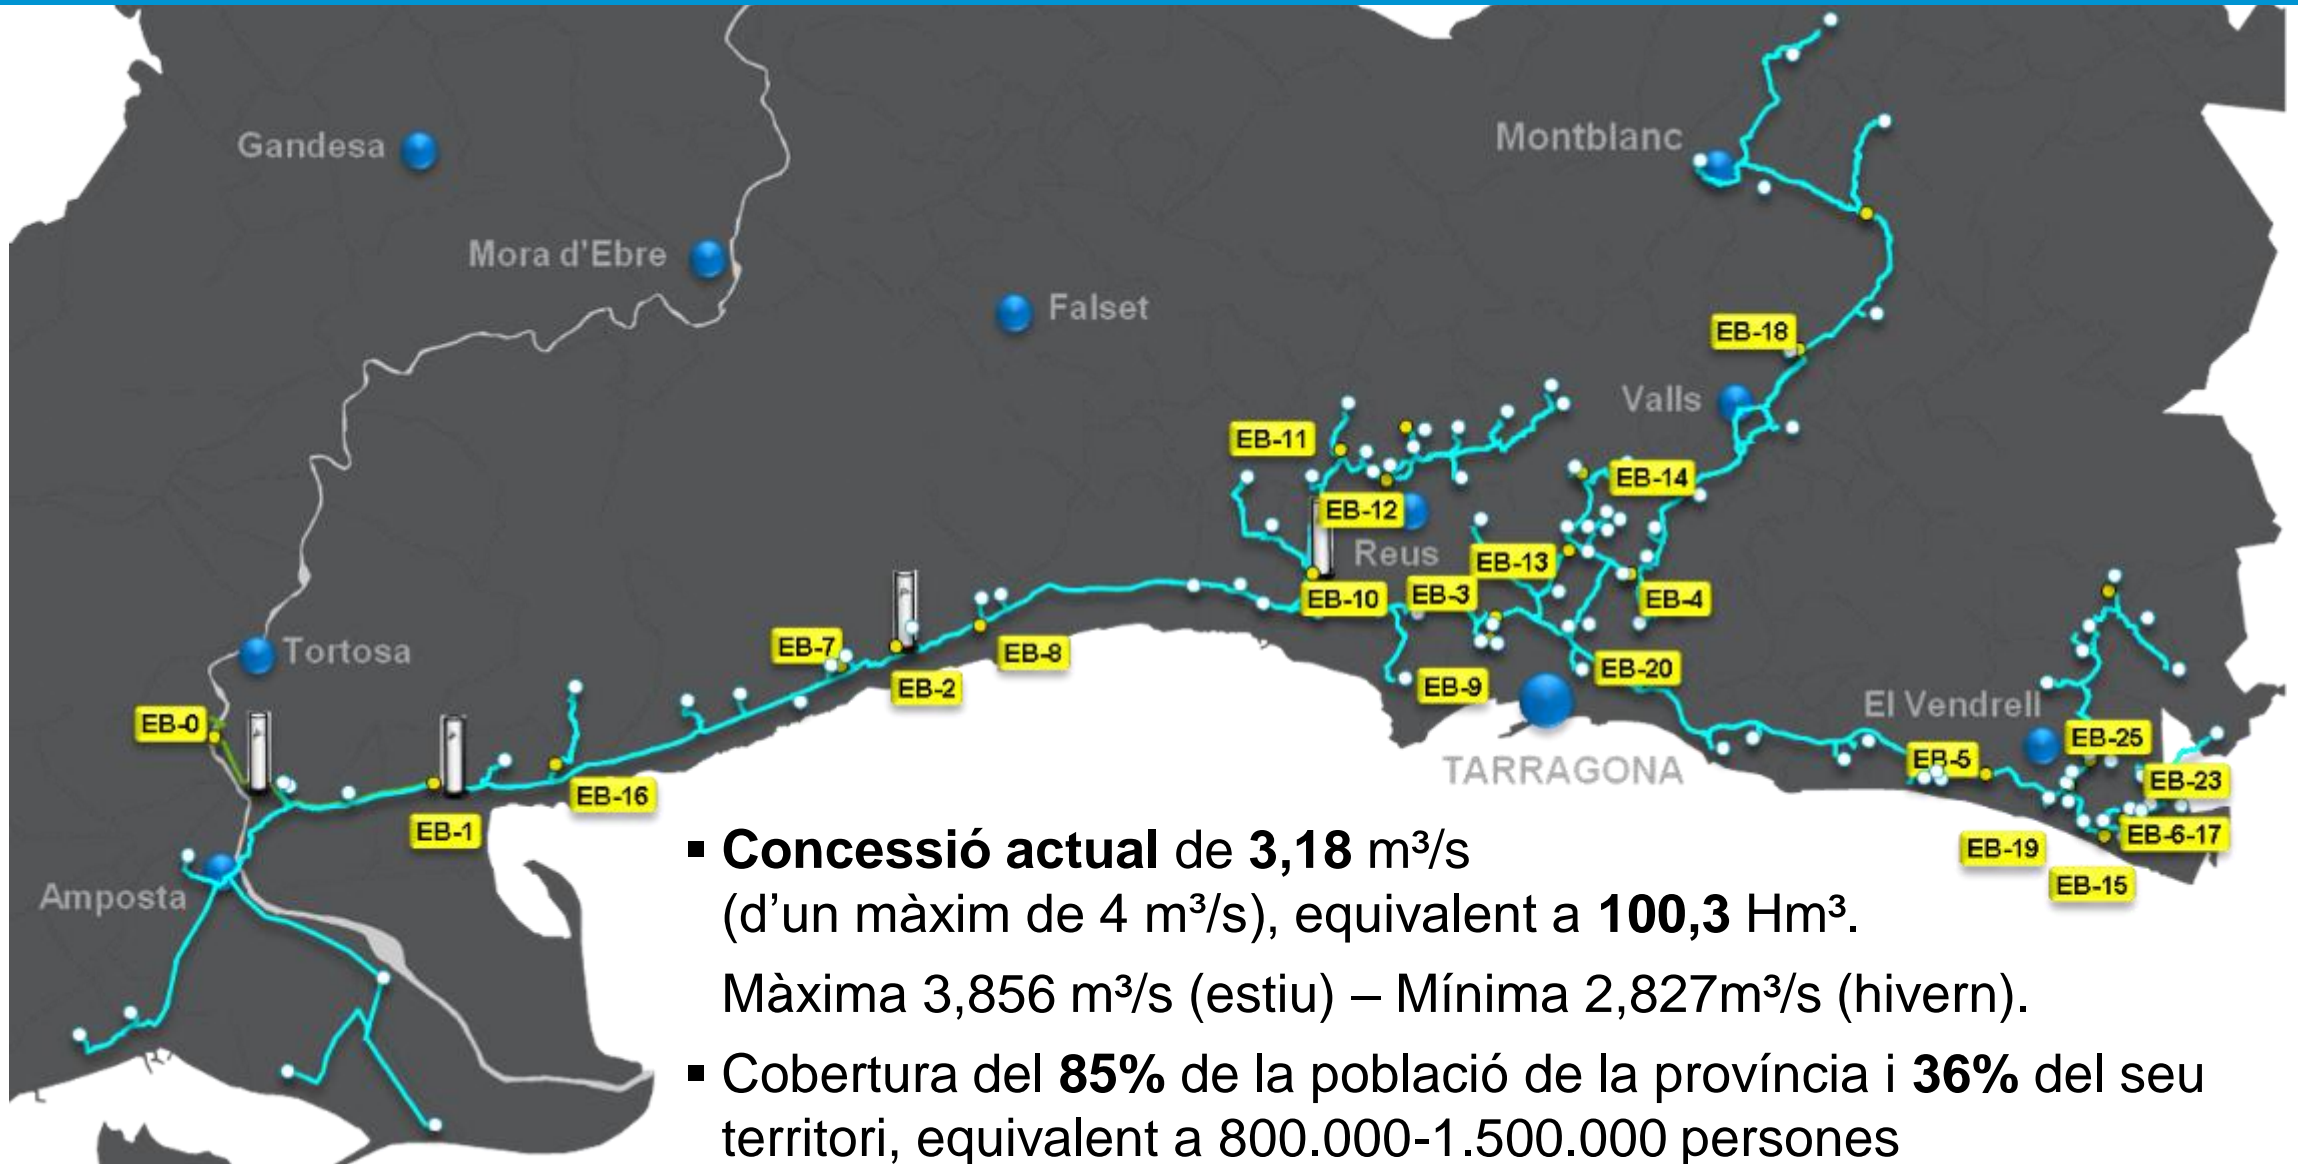 Montblanc
Gandesa
Mora d'Ebre
Falset
EB-18
Valls
EB-11
EB-14
EB-12
Reus
EB-13
EB-10
EB-3
EB-4
Tortosa
EB-7
EB-8
EB-2
EB-9
EB-20
El Vendrell
EB-0
EB-25
EB-5
EB-23
TARRAGONA
EB-16
EB-1
EB-6-17
EB-19
EB-15
Amposta
▪ Concessió actual de 3,18 m³/s
(d’un màxim de 4 m³/s), equivalent a 100,3 Hm³.
Màxima 3,856 m³/s (estiu) – Mínima 2,827m³/s (hivern).
▪ Cobertura del 85% de la població de la província i 36% del seu
territori, equivalent a 800.000-1.500.000 persones